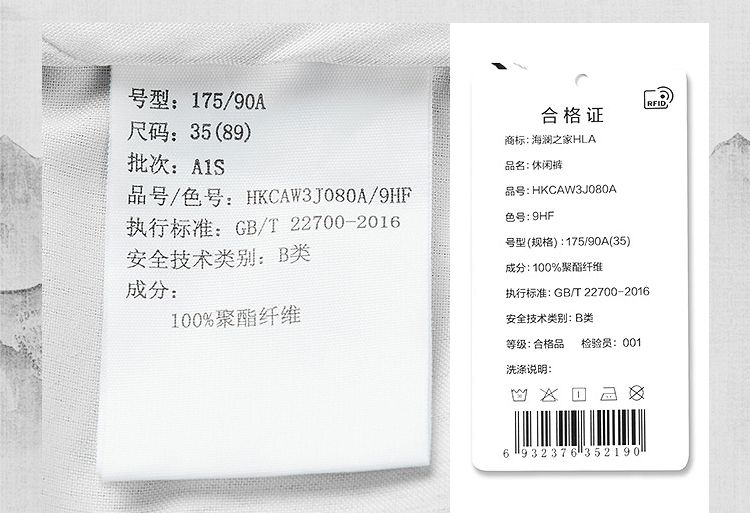 号型：175/90A
尺码：35(89)
批次：A1S
品号/色号：HKCAW3J080A/9HF
执行标准：GB/T 22700-2016
安全技术类别：B类
成分：
100%聚酯纤维
RFID
合格证
商标：海澜之家HLA
品名：休闲裤
品号：HKCAW3J080A
色号：9HF
号型(规格)：175/90A(35)
成分：100%聚酯纤维
执行标准：GB/T 22700-2016
安全技术类别：B类
等级：合格品 检验员：001
洗涤说明：
6 932376 352190